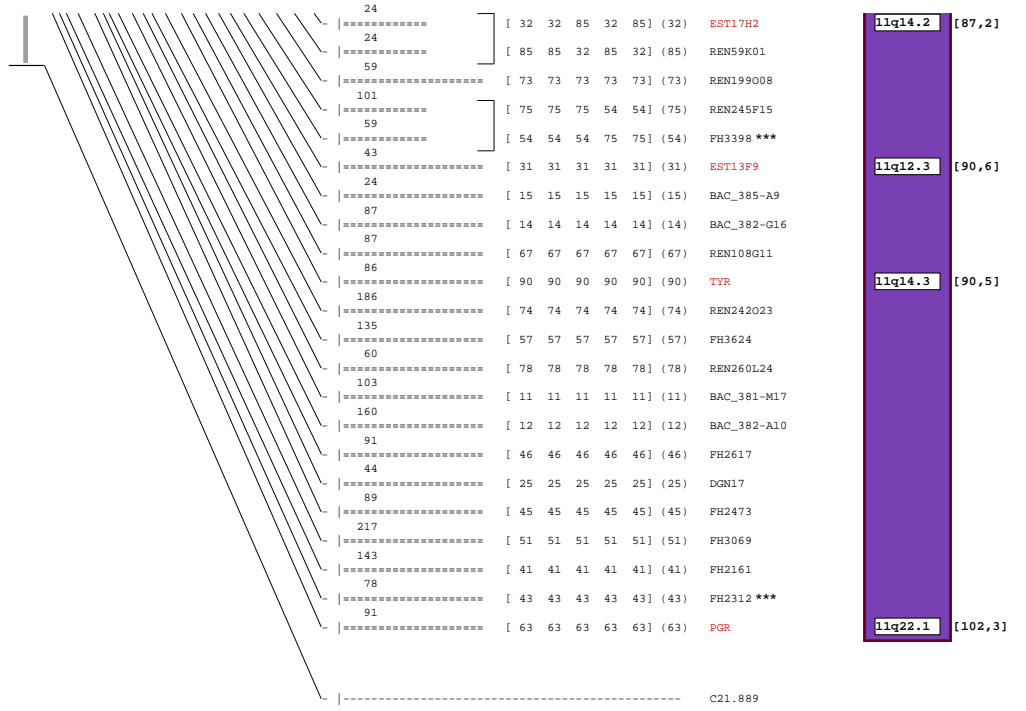 24
- |============ [ 32 32 85 32 85] (32) EST17H2 11q14.2 [87,2]
24
- |============ [ 85 85 32 85 32] (85) REN59K01
59
- |==================== [ 73 73 73 73 73] (73) REN199O08
101
- |============ [ 75 75 75 54 54] (75) REN245F15
59
- |============ [ 54 54 54 75 75] (54) FH3398 ***
43
- |==================== [ 31 31 31 31 31] (31) EST13F9 11q12.3 [90,6]
24
- |==================== [ 15 15 15 15 15] (15) BAC_385-A9
87
- |==================== [ 14 14 14 14 14] (14) BAC_382-G16
87
- |==================== [ 67 67 67 67 67] (67) REN108G11
86
- |==================== [ 90 90 90 90 90] (90) TYR 11q14.3 [90,5]
186
- |==================== [ 74 74 74 74 74] (74) REN242O23
135
- |==================== [ 57 57 57 57 57] (57) FH3624
60
- |==================== [ 78 78 78 78 78] (78) REN260L24
103
- |==================== [ 11 11 11 11 11] (11) BAC_381-M17
160
- |==================== [ 12 12 12 12 12] (12) BAC_382-A10
91
- |==================== [ 46 46 46 46 46] (46) FH2617
44
- |==================== [ 25 25 25 25 25] (25) DGN17
89
- |==================== [ 45 45 45 45 45] (45) FH2473
217
- |==================== [ 51 51 51 51 51] (51) FH3069
143
- |==================== [ 41 41 41 41 41] (41) FH2161
78
- |==================== [ 43 43 43 43 43] (43) FH2312 ***
91
- |==================== [ 63 63 63 63 63] (63) PGR 11q22.1 [102,3]
- |------------------------------------------------ C21.889